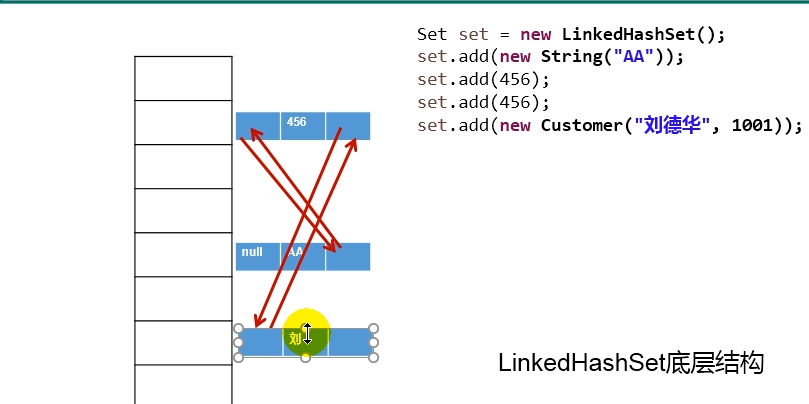 Set set = new LinkedHashSet();
set.add(new String("AA"));
set.add(456);
set.add(456);
set.add(new Customer("刘德华", 1001));
456
null AA
刘
LinkedHashSet底层结构